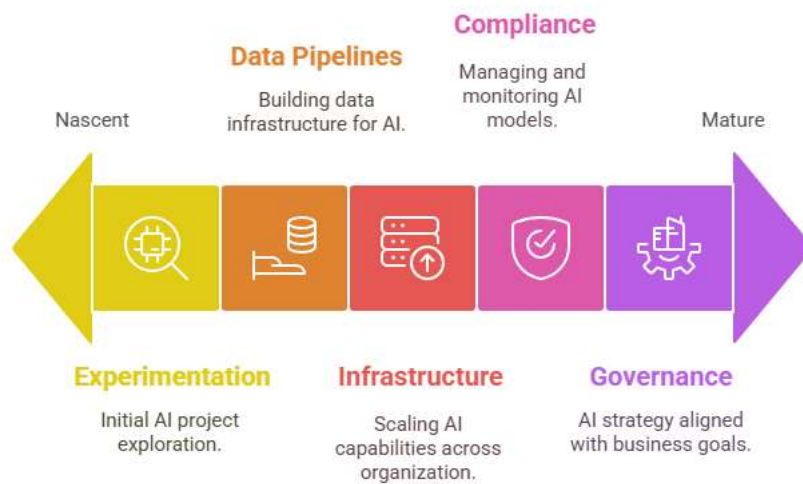 Compliance
Data Pipelines
Managing and
monitoring AI
models.
Building data
infrastructure for AI.
Nascent
Mature
Experimentation
Initial AI project
exploration.
Infrastructure
Scaling AI
capabilities across
organization.
Governance
AI strategy aligned
with business goals.